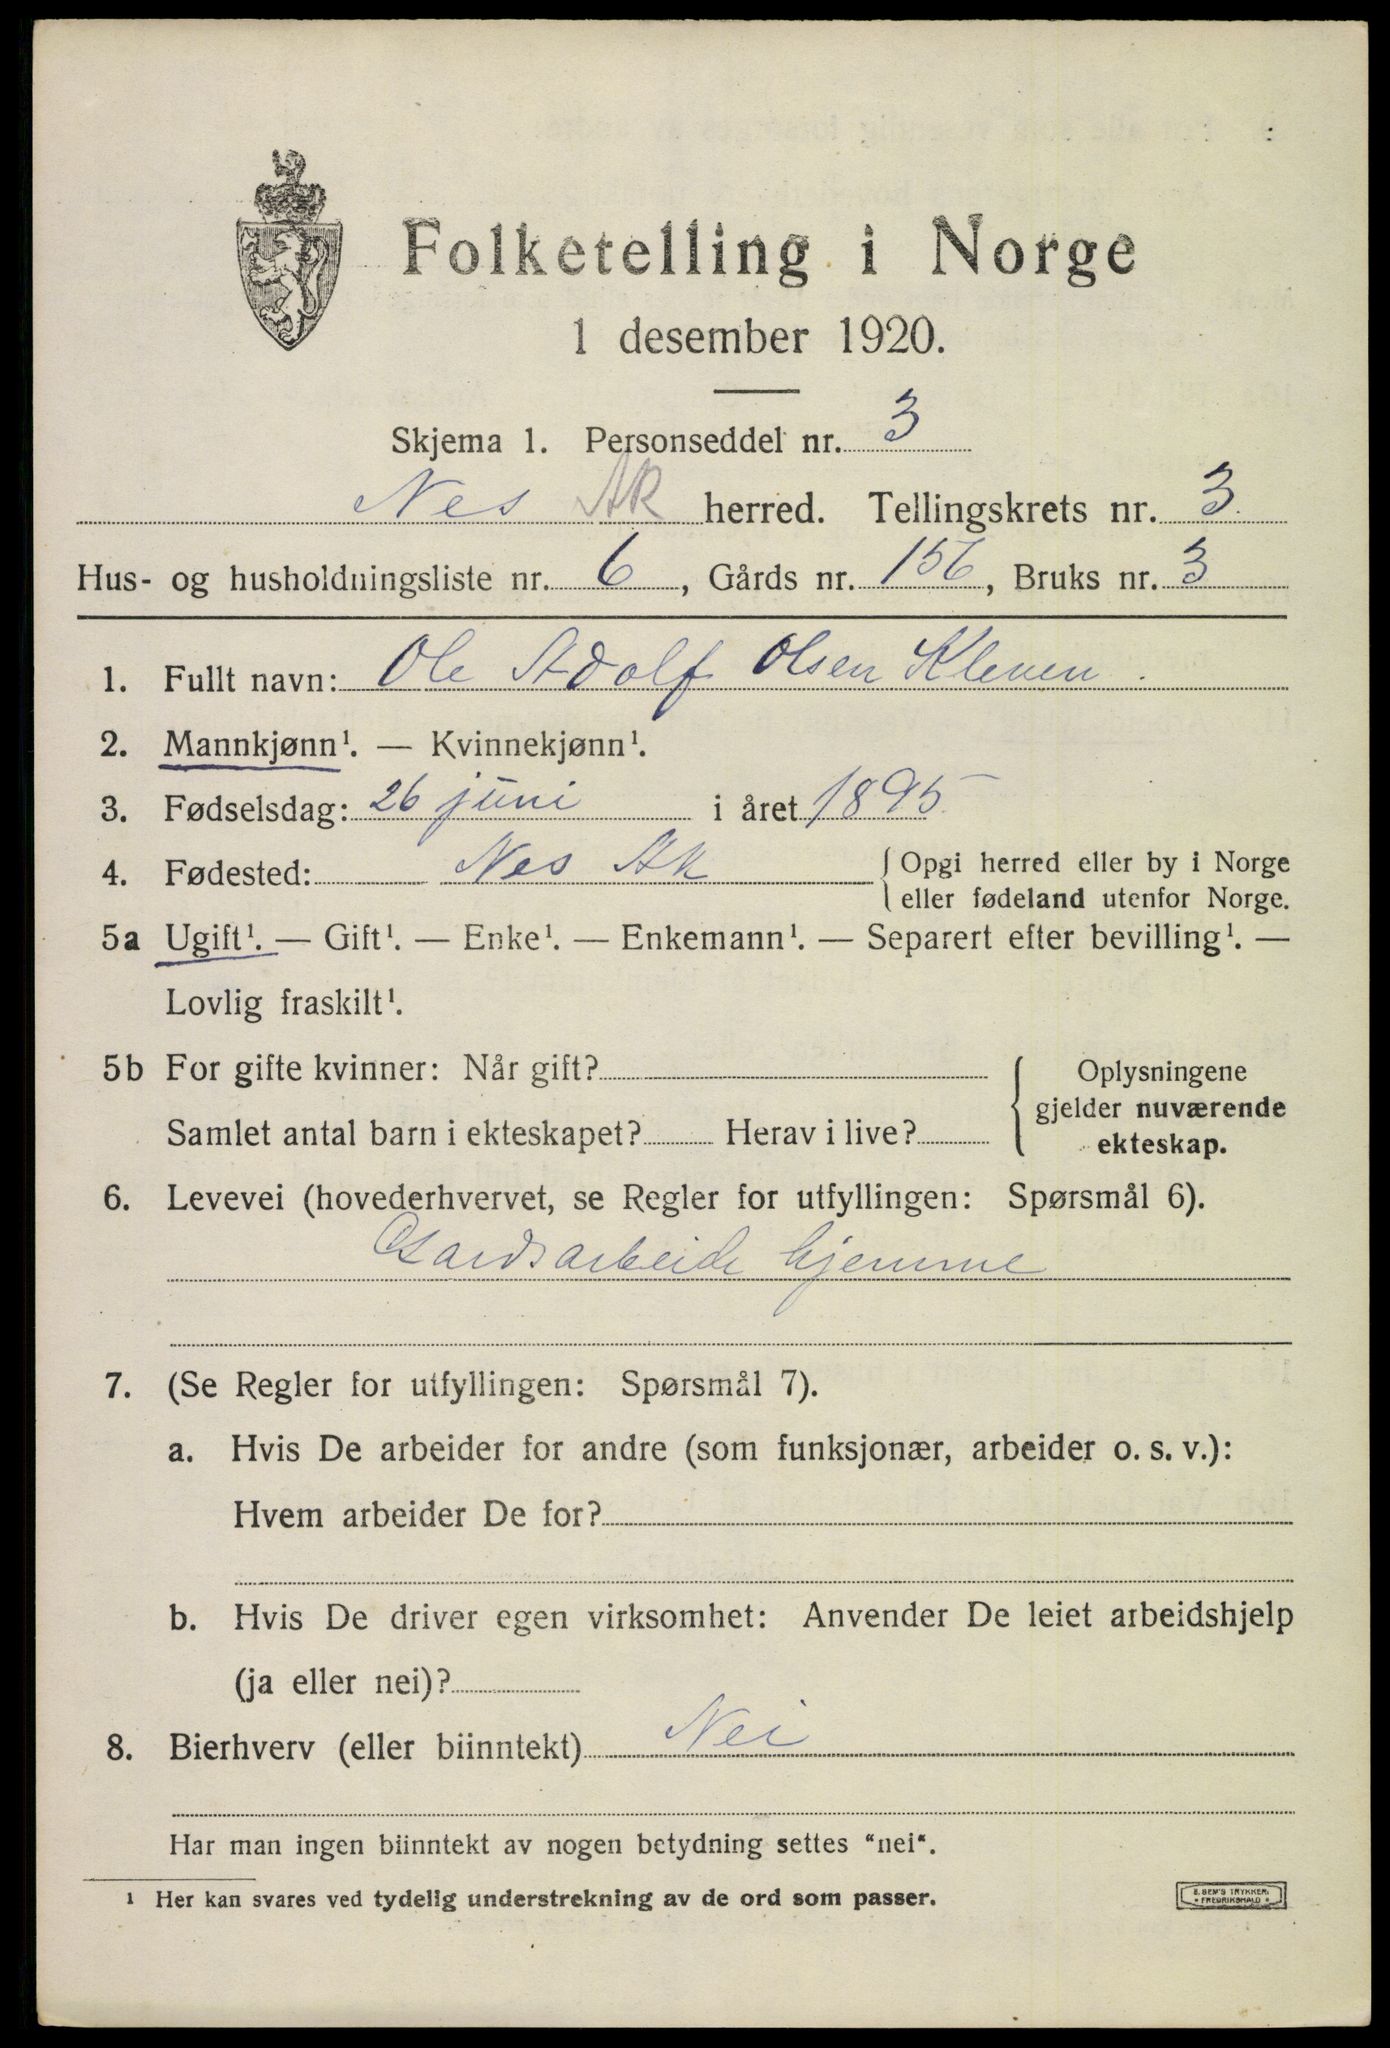 Folketelling i Norge
1 desember 1920.
Skjema 1. Personseddel nr. 3
Nes Ak herred. Tellingskrets nr. 3
Hus- og husholdningsliste nr. 6, Gårds nr. 156, Bruks nr. 3
1. Fullt navn: Ole Adolf Olsen Kleven.
2. Mannkjønn¹. — Kvinnekjønn¹.
3. Fødselsdag: 26 juni i året 1895
4. Fødested: Nes Ak { Opgi herred eller by i Norge
eller fødeland utenfor Norge.
5a Ugift¹. — Gift¹. — Enke¹. — Enkemann¹. — Separert efter bevilling¹. —
Lovlig fraskilt¹.
5b For gifte kvinner: Når gift? { Oplysningene
gjelder nuværende
Samlet antal barn i ekteskapet? Herav i live? ekteskap.
6. Levevei (hovederhvervet, se Regler for utfyllingen: Spørsmål 6).
Gardsarbeide hjemme
7. (Se Regler for utfyllingen: Spørsmål 7).
a. Hvis De arbeider for andre (som funksjonær, arbeider o. s. v.):
Hvem arbeider De for?
b. Hvis De driver egen virksomhet: Anvender De leiet arbeidshjelp
(ja eller nei)?
8. Bierhverv (eller biinntekt) Nei
Har man ingen biinntekt av nogen betydning settes "nei".
¹ Her kan svares ved tydelig understrekning av de ord som passer.
E. SEM'S TRYKKERI
* FREDRIKSHALD *